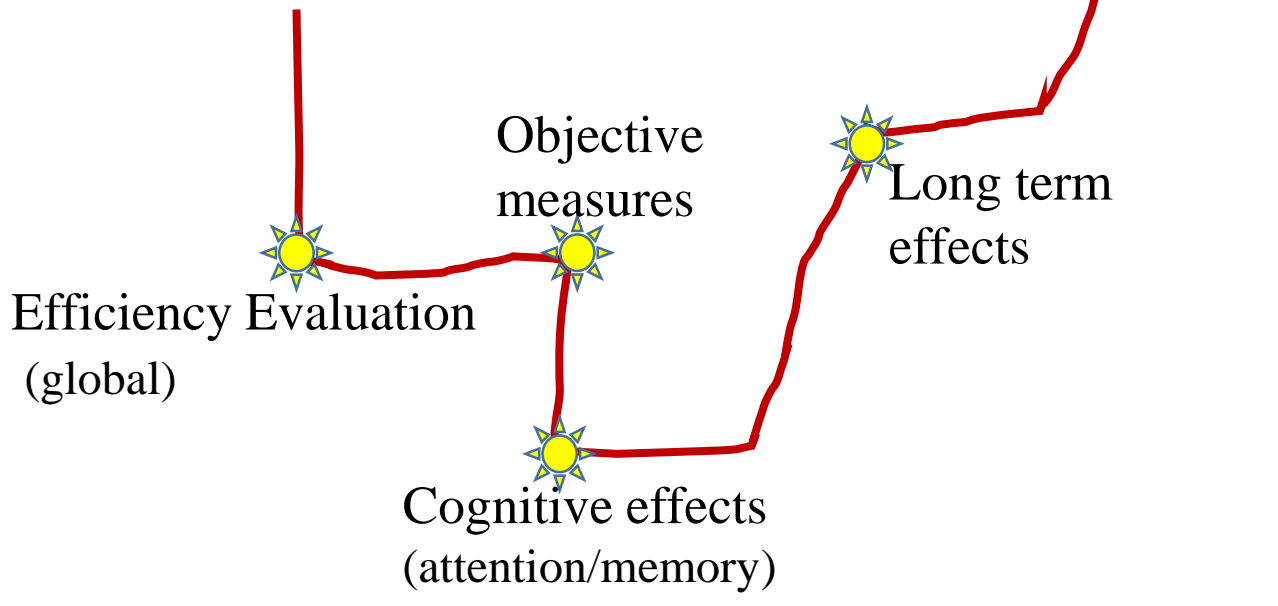 Objective
measures
Long term
effects
Efficiency Evaluation
(global)
Cognitive effects
(attention/memory)